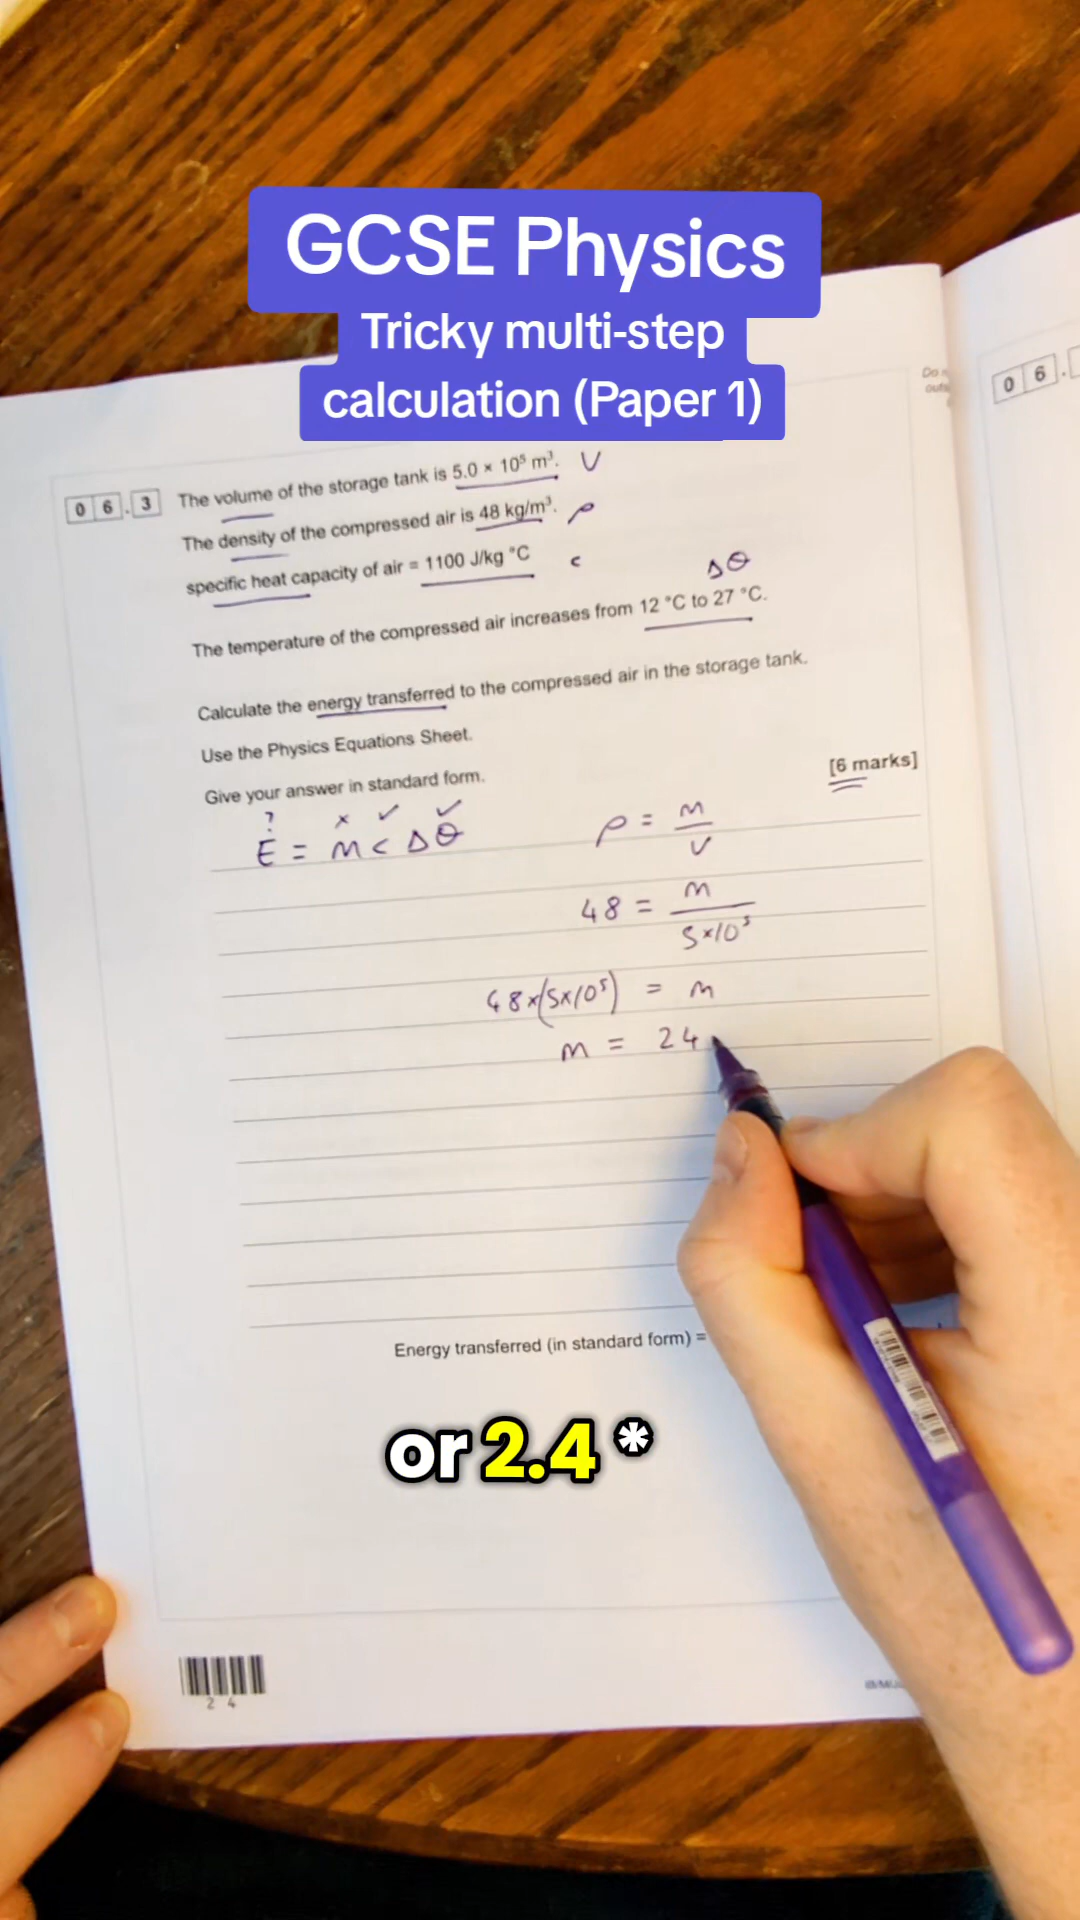 GCSE Physics
Tricky multi-step
calculation (Paper 1)
Do n
outs
0 6 . 3 The volume of the storage tank is 5.0 × 10⁵ m³. V
0 6 .
The density of the compressed air is 48 kg/m³. ρ
specific heat capacity of air = 1100 J/kg °C c
Δθ
The temperature of the compressed air increases from 12 °C to 27 °C.
Calculate the energy transferred to the compressed air in the storage tank.
Use the Physics Equations Sheet.
Give your answer in standard form.
[6 marks]
? × ✓ ✓
E = m c Δθ
ρ = m / V
48 = m / 5×10⁵
48×(5×10⁵) = m
m = 24
Energy transferred (in standard form) =
or 2.4 *
2 4